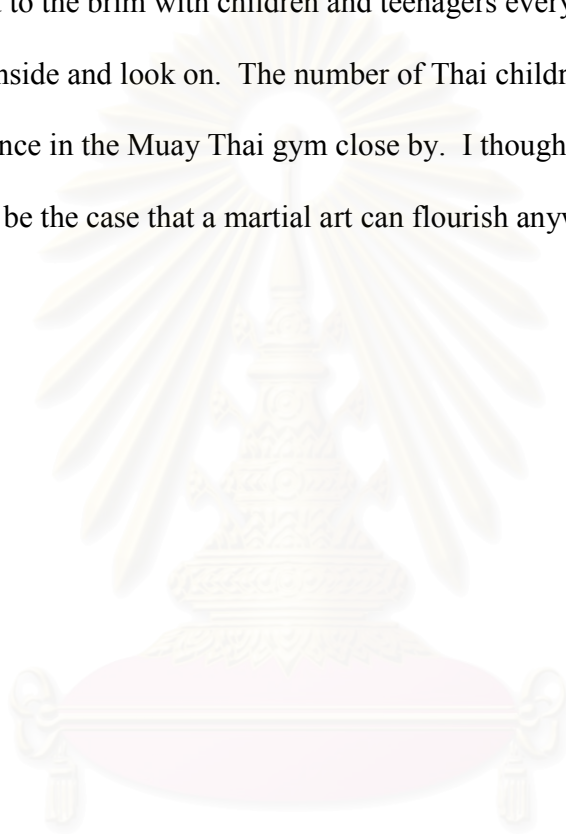 to the brim with children and teenagers every
nside and look on. The number of Thai childr
nce in the Muay Thai gym close by. I though
be the case that a martial art can flourish anyw